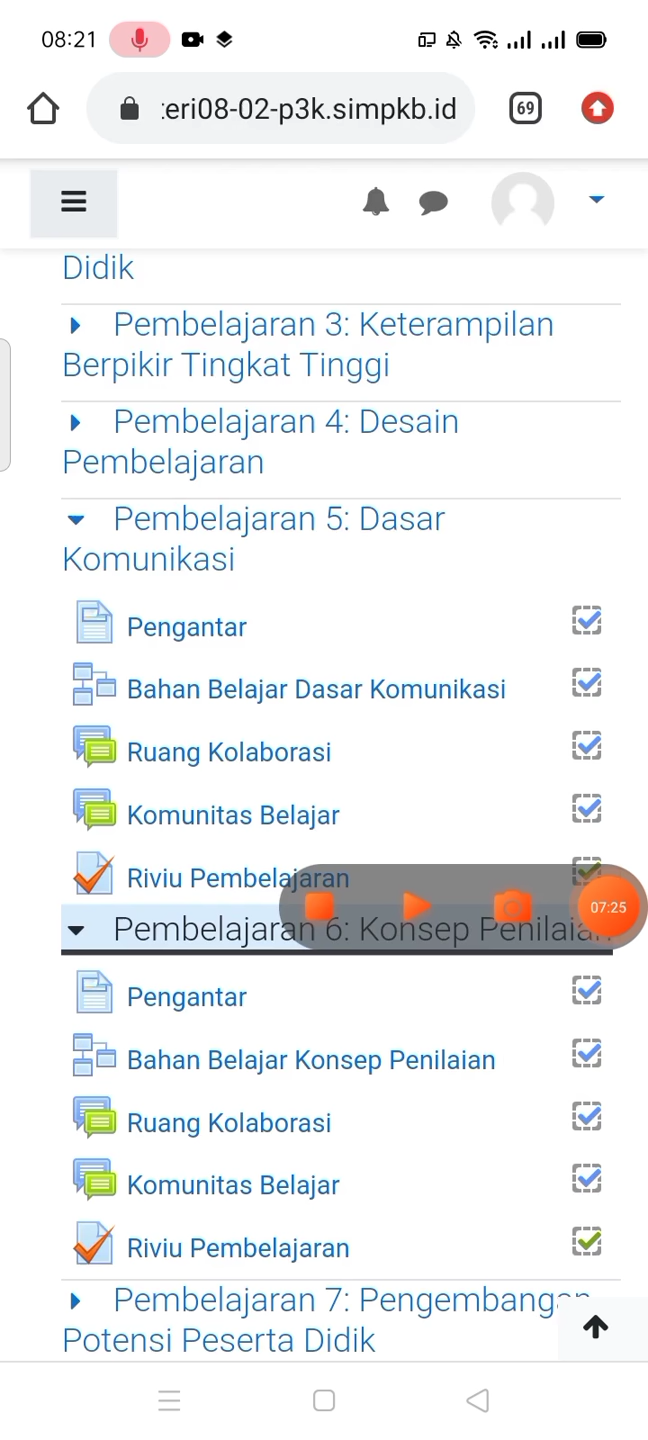 08:21
:eri08-02-p3k.simpkb.id
69
Didik
Pembelajaran 3: Keterampilan
Berpikir Tingkat Tinggi
Pembelajaran 4: Desain
Pembelajaran
Pembelajaran 5: Dasar
Komunikasi
Pengantar
Bahan Belajar Dasar Komunikasi
Ruang Kolaborasi
Komunitas Belajar
Riviu Pembelajaran
07:25
Pembelajaran 6: Konsep Penilaian
Pengantar
Bahan Belajar Konsep Penilaian
Ruang Kolaborasi
Komunitas Belajar
Riviu Pembelajaran
Pembelajaran 7: Pengembangan
Potensi Peserta Didik